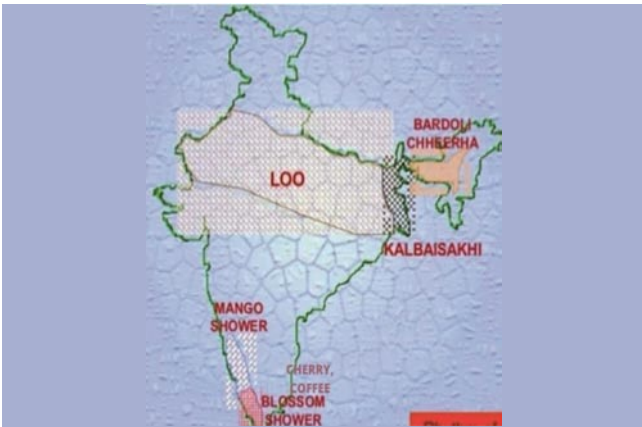 BARDOLI
CHHEERHA
LOO
KALBAISAKHI
MANGO
SHOWER
CHERRY,
COFFEE
BLOSSOM
SHOWER